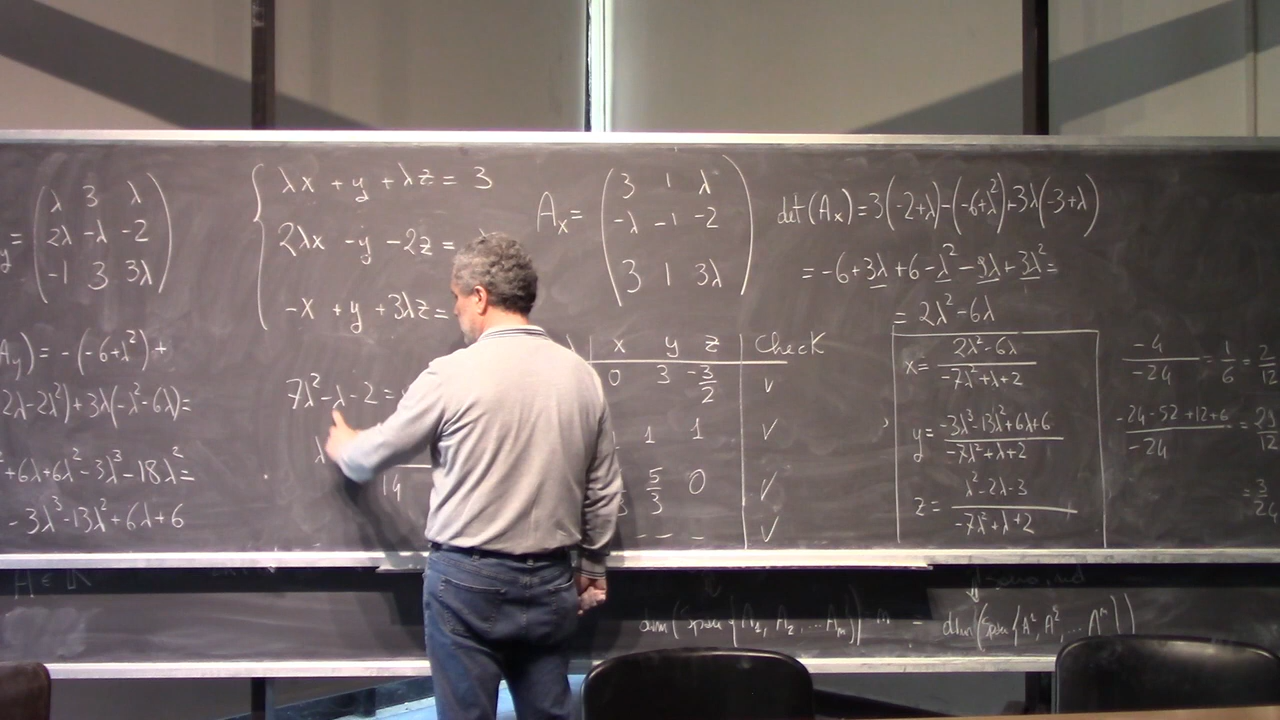 y= (λ 3 λ
2λ -λ -2
-1 3 3λ)
Ay) = -(-6+λ²)+
2λ-2λ²)+3λ(-λ²-6λ)=
+6λ+6λ²-3λ³-18λ²=
-3λ³-13λ²+6λ+6
{λx + y + λz = 3
2λx - y - 2z =
-x + y + 3λz =
7λ²-λ-2=
λ
14
Ax = (3 1 λ
-λ -1 -2
3 1 3λ)
x y z Check
0 3 -3/2 v
1 1 v
5/3 0 v
- - - v
det(Ax) = 3(-2+λ)-(-6+λ²)+3λ(-3+λ)
= -6+3λ+6-λ²-9λ+3λ²=
= 2λ²-6λ
x= 2λ²-6λ / -7λ²+λ+2
y= -3λ³-13λ²+6λ+6 / -7λ²+λ+2
z= λ²-2λ-3 / -7λ²+λ+2
-4 / -24 = 1/6 = 2/12
-24-52+12+6 / -24 = 29/12
= 3/24
dim(Span{A₁, A₂, ... Aₘ})
dim(Span{A¹, A², ... Aⁿ})